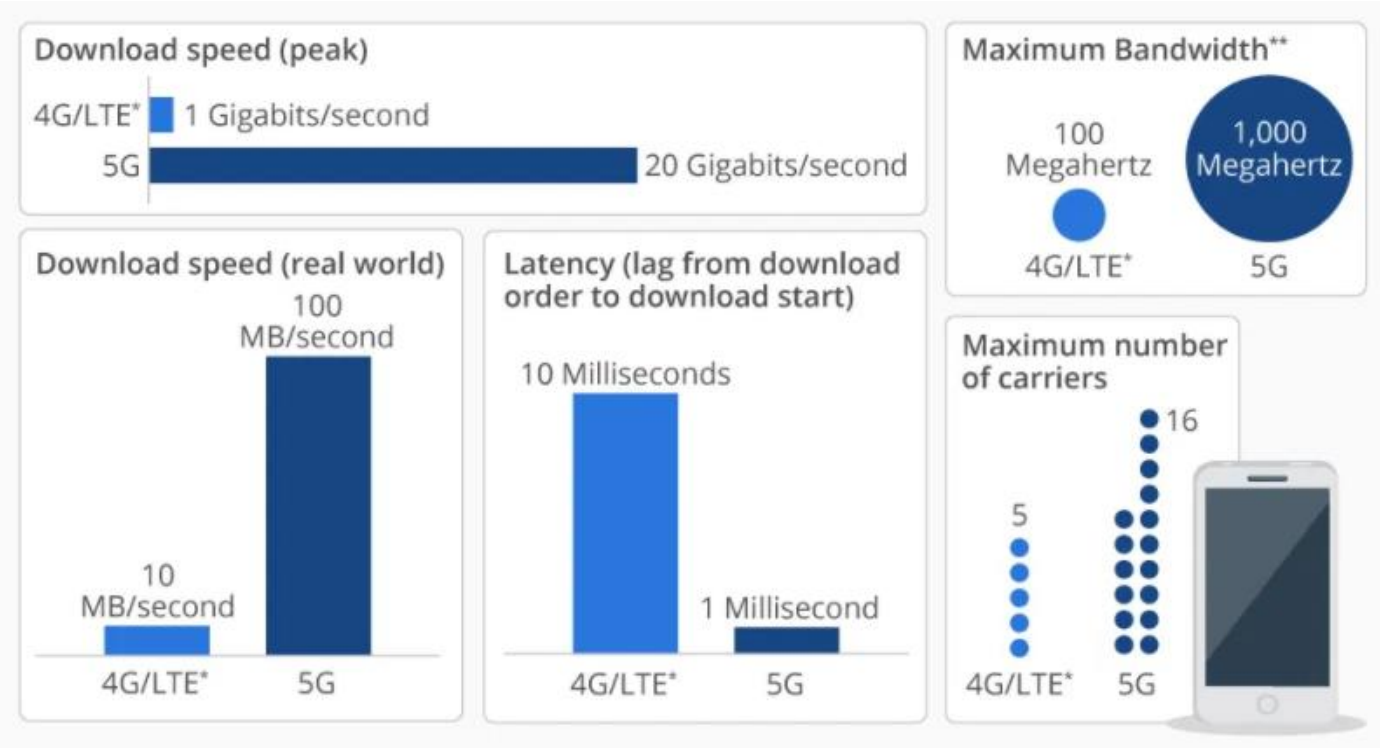 Download speed (peak)
4G/LTE*
1 Gigabits/second
5G
20 Gigabits/second
Maximum Bandwidth**
100
Megahertz
1,000
Megahertz
4G/LTE*
5G
Download speed (real world)
100
MB/second
10
MB/second
4G/LTE*
5G
Latency (lag from download
order to download start)
10 Milliseconds
1 Millisecond
4G/LTE*
5G
Maximum number
of carriers
16
5
4G/LTE*
5G